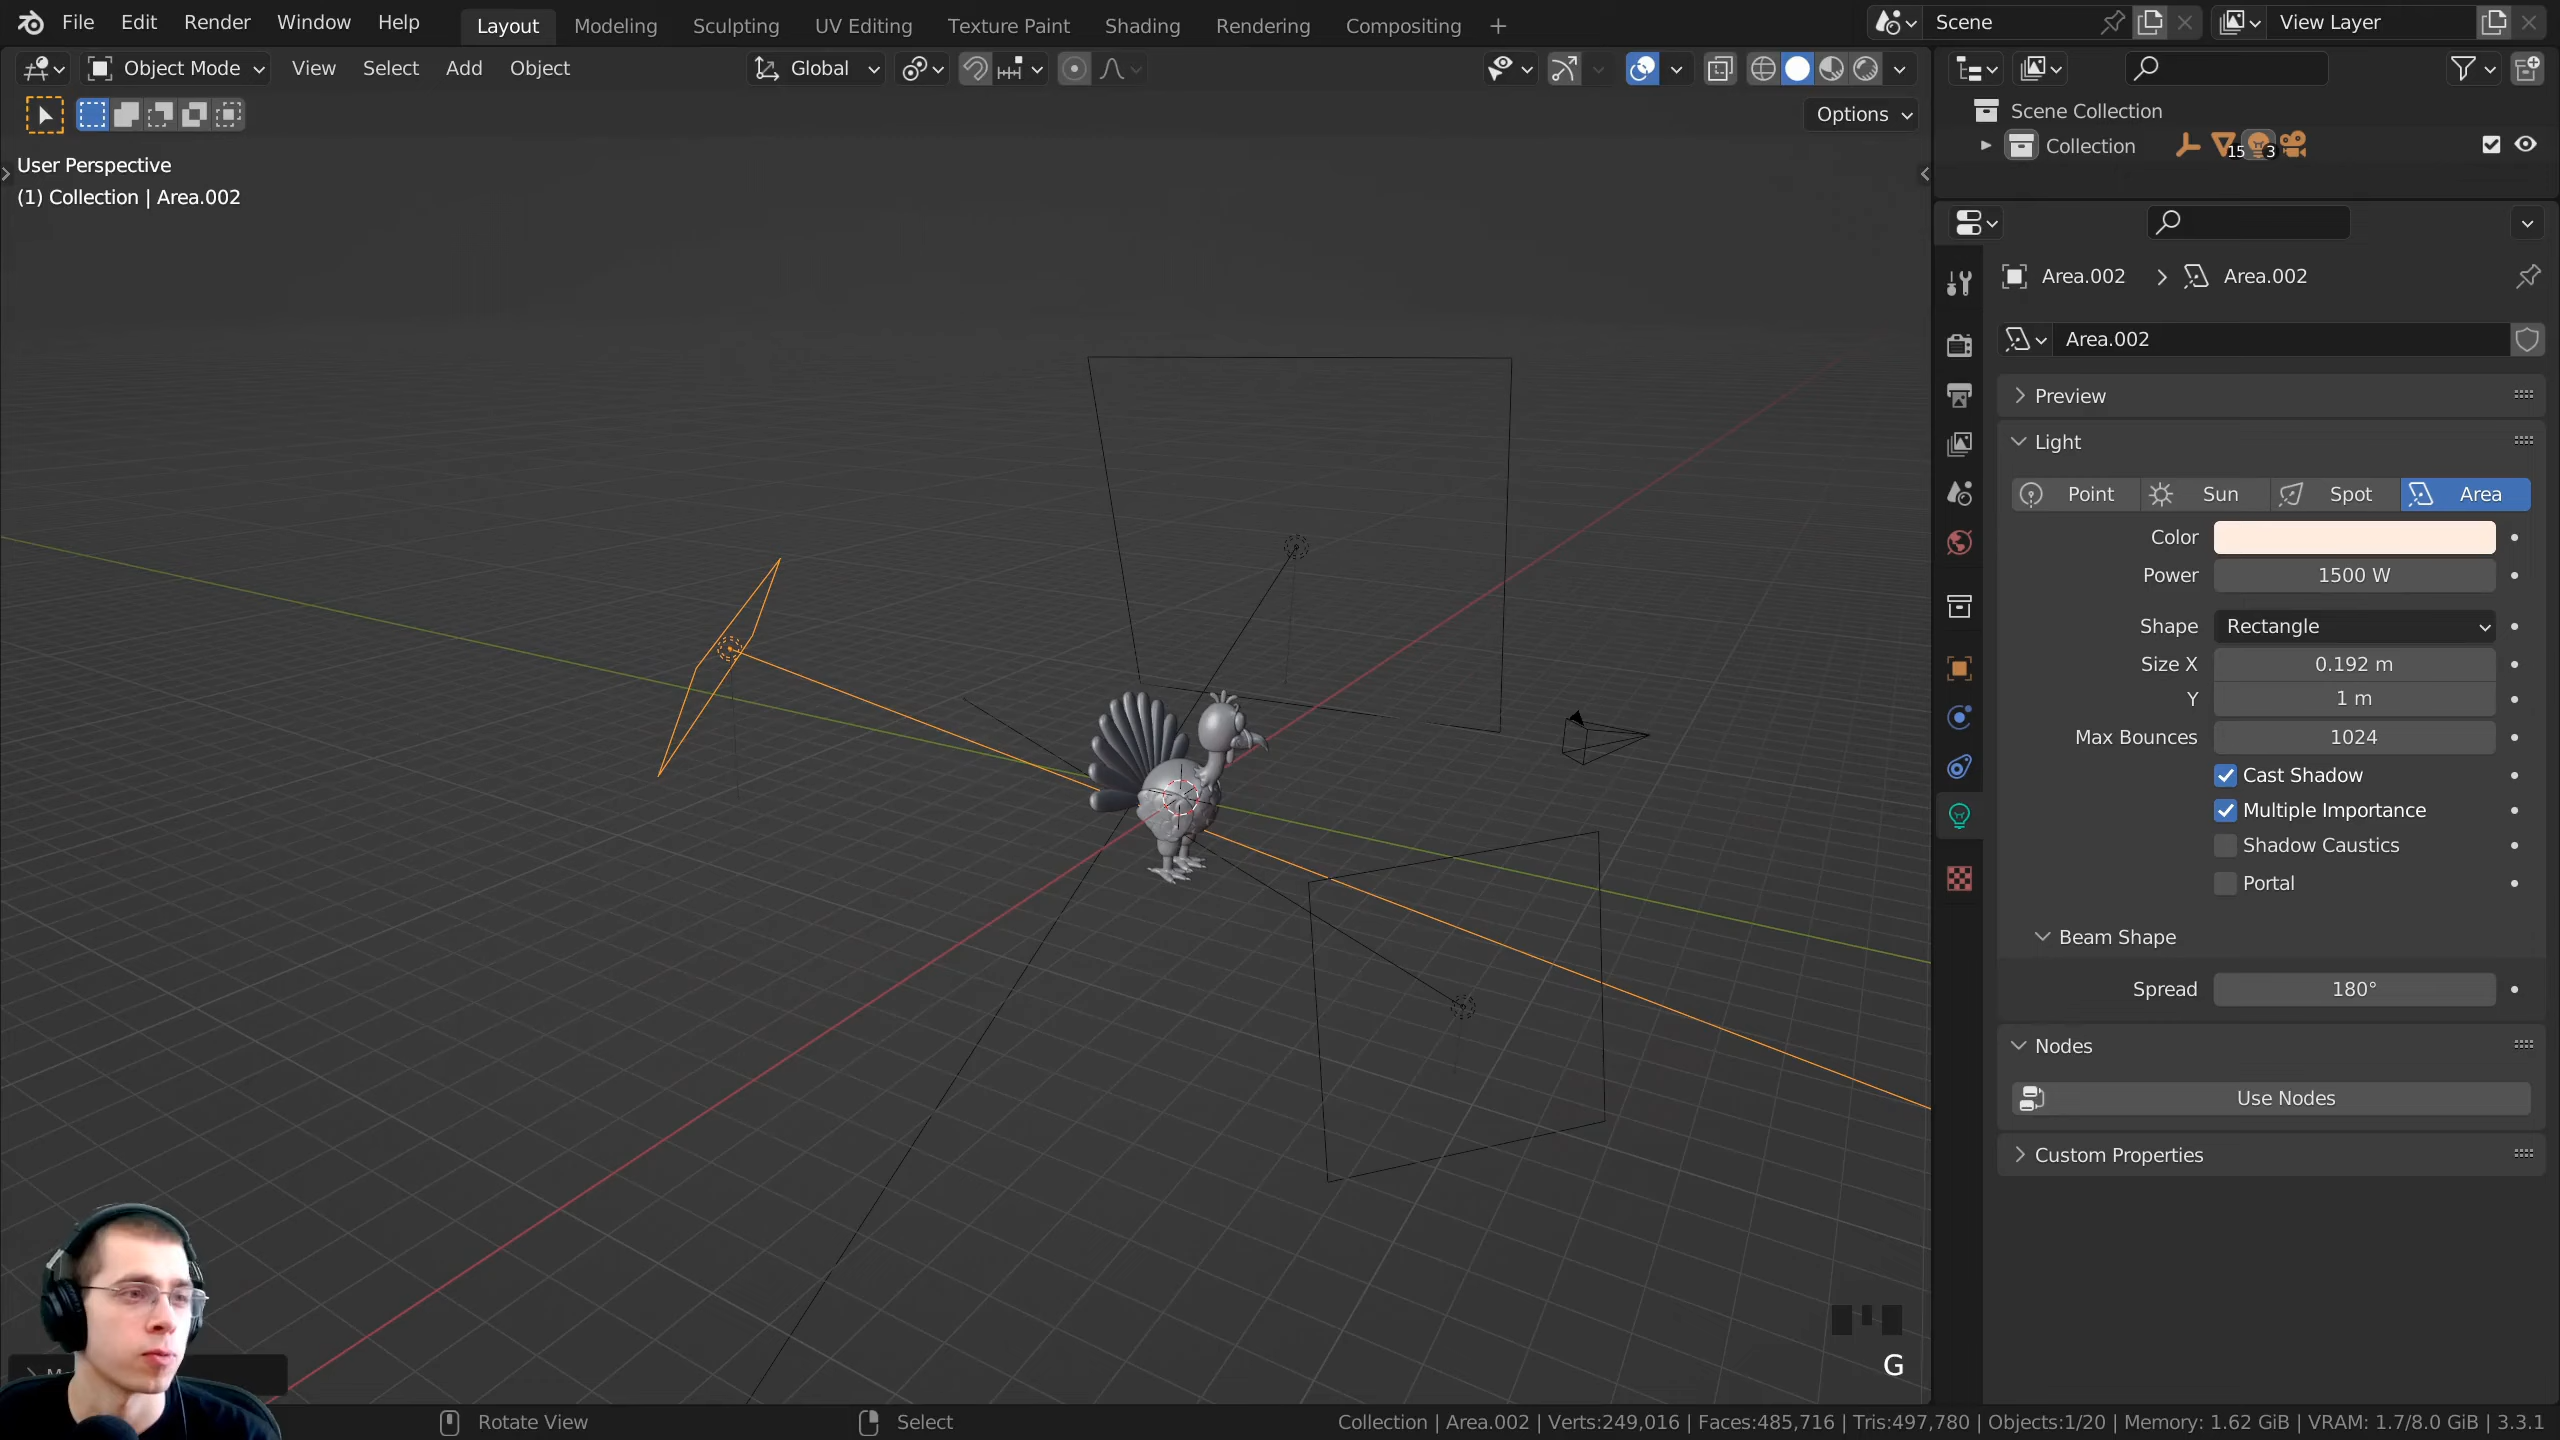 File Edit Render Window Help Layout Modeling Sculpting UV Editing Texture Paint Shading Rendering Compositing + Scene View Layer
Object Mode View Select Add Object Global
Options
User Perspective
(1) Collection | Area.002
Scene Collection
Collection 15 3
Area.002 > Area.002
Area.002
Preview
Light
Point Sun Spot Area
Color
Power 1500 W
Shape Rectangle
Size X 0.192 m
Y 1 m
Max Bounces 1024
Cast Shadow
Multiple Importance
Shadow Caustics
Portal
Beam Shape
Spread 180°
Nodes
Use Nodes
Custom Properties
G
Rotate View Select Collection | Area.002 | Verts:249,016 | Faces:485,716 | Tris:497,780 | Objects:1/20 | Memory: 1.62 GiB | VRAM: 1.7/8.0 GiB | 3.3.1